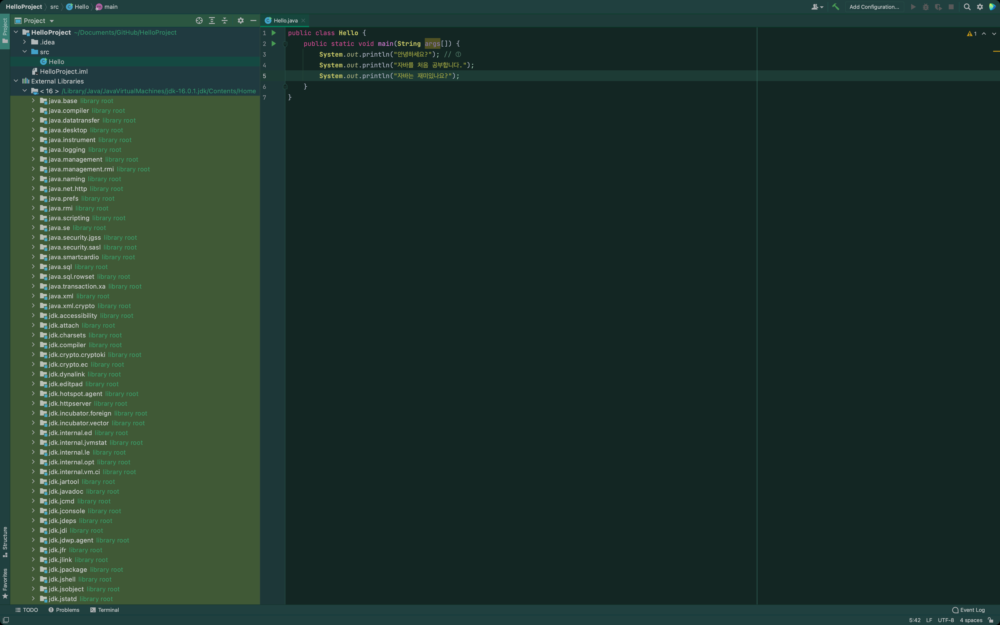 HelloProject src Hello main
Add Configuration...
Project
Project
HelloProject ~/Documents/GitHub/HelloProject
.idea
src
Hello
HelloProject.iml
External Libraries
< 16 > /Library/Java/JavaVirtualMachines/jdk-16.0.1.jdk/Contents/Home
java.base library root
java.compiler library root
java.datatransfer library root
java.desktop library root
java.instrument library root
java.logging library root
java.management library root
java.management.rmi library root
java.naming library root
java.net.http library root
java.prefs library root
java.rmi library root
java.scripting library root
java.se library root
java.security.jgss library root
java.security.sasl library root
java.smartcardio library root
java.sql library root
java.sql.rowset library root
java.transaction.xa library root
java.xml library root
java.xml.crypto library root
jdk.accessibility library root
jdk.attach library root
jdk.charsets library root
jdk.compiler library root
jdk.crypto.cryptoki library root
jdk.crypto.ec library root
jdk.dynalink library root
jdk.editpad library root
jdk.hotspot.agent library root
jdk.httpserver library root
jdk.incubator.foreign library root
jdk.incubator.vector library root
jdk.internal.ed library root
jdk.internal.jvmstat library root
jdk.internal.le library root
jdk.internal.opt library root
jdk.internal.vm.ci library root
jdk.jartool library root
jdk.javadoc library root
jdk.jcmd library root
jdk.jconsole library root
jdk.jdeps library root
jdk.jdi library root
jdk.jdwp.agent library root
jdk.jfr library root
jdk.jlink library root
jdk.jpackage library root
jdk.jshell library root
jdk.jsobject library root
jdk.jstatd library root
Structure
Favorites
Hello.java
1 public class Hello {
2 public static void main(String args[]) {
3 System.out.println("안녕하세요?"); // ①
4 System.out.println("자바를 처음 공부합니다.");
5 System.out.println("자바는 재미있나요?");
6 }
7 }
1
TODO Problems Terminal
Event Log
5:42 LF UTF-8 4 spaces